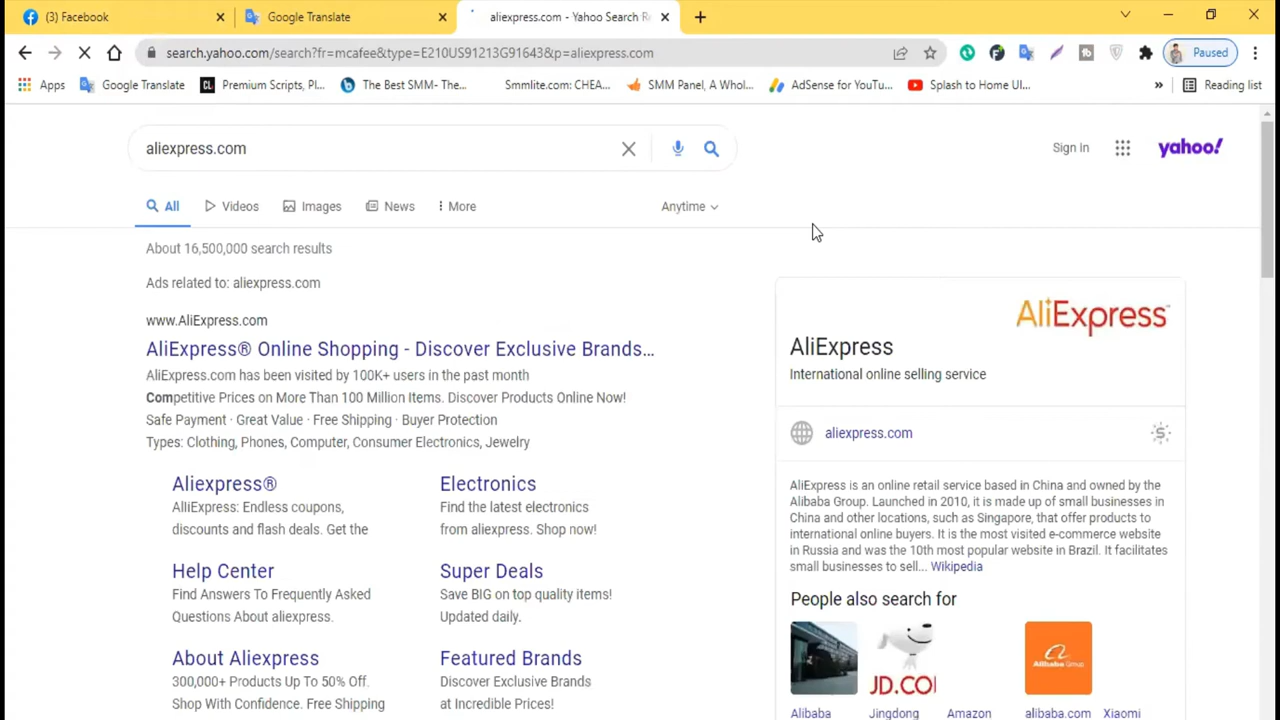 (3) Facebook
Google Translate
aliexpress.com - Yahoo Search Re
search.yahoo.com/search?fr=mcafee&type=E210US91213G91643&p=aliexpress.com
Paused
Apps
Google Translate
CL
Premium Scripts, Pl...
The Best SMM- The...
Smmlite.com: CHEA...
SMM Panel, A Whol...
AdSense for YouTu...
Splash to Home UI...
»
Reading list
aliexpress.com
Sign in
yahoo!
All
Videos
Images
News
More
Anytime
About 16,500,000 search results
Ads related to: aliexpress.com
www.AliExpress.com
AliExpress® Online Shopping - Discover Exclusive Brands...
AliExpress.com has been visited by 100K+ users in the past month
Competitive Prices on More Than 100 Million Items. Discover Products Online Now!
Safe Payment · Great Value · Free Shipping · Buyer Protection
Types: Clothing, Phones, Computer, Consumer Electronics, Jewelry
Aliexpress®
AlliExpress: Endless coupons,
discounts and flash deals. Get the
Electronics
Find the latest electronics
from aliexpress. Shop now!
Help Center
Find Answers To Frequently Asked
Questions About aliexpress.
Super Deals
Save BIG on top quality items!
Updated daily.
About Aliexpress
300,000+ Products Up To 50% Off.
Shop With Confidence. Free Shipping
Featured Brands
Discover Exclusive Brands
at Incredible Prices!
AliExpress™
AliExpress
International online selling service
aliexpress.com
AliExpress is an online retail service based in China and owned by the
Alibaba Group. Launched in 2010, it is made up of small businesses in
China and other locations, such as Singapore, that offer products to
international online buyers. It is the most visited e-commerce website
in Russia and was the 10th most popular website in Brazil. It facilitates
small businesses to sell... Wikipedia
People also search for
JD.CO
Alibaba Group
Alibaba
Jingdong
Amazon
alibaba.com
Xiaomi